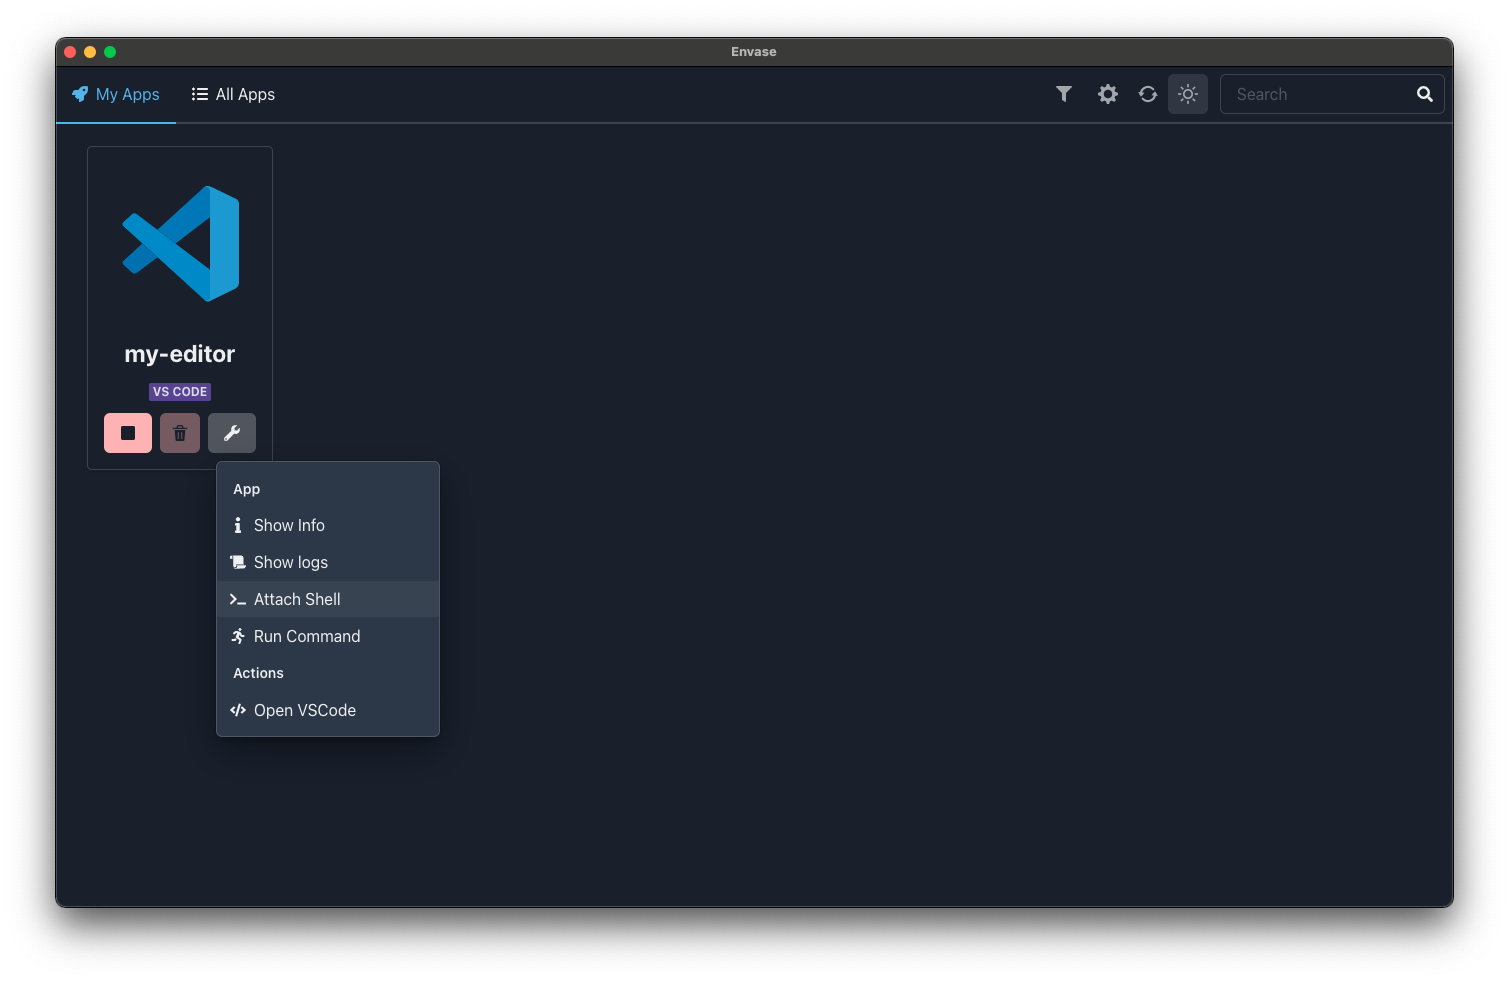 Envase
My Apps
All Apps
Search
my-editor
VS CODE
App
Show Info
Show logs
Attach Shell
Run Command
Actions
Open VSCode